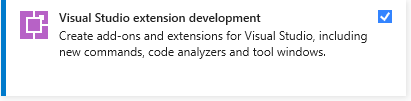 Visual Studio extension development
Create add-ons and extensions for Visual Studio, including
new commands, code analyzers and tool windows.